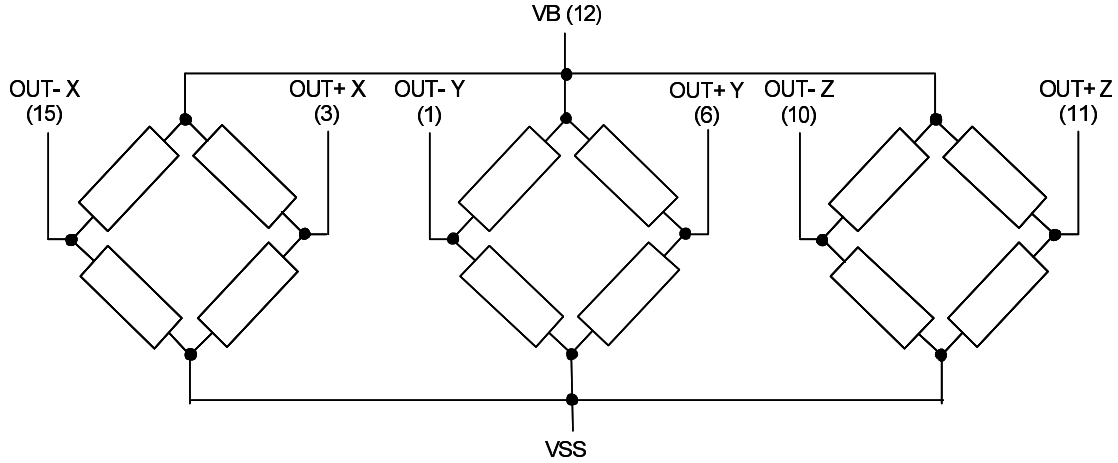 VB (12)
OUT- X
(15)
OUT+ X
(3)
OUT- Y
(1)
OUT+ Y
(6)
OUT- Z
(10)
OUT+ Z
(11)
VSS